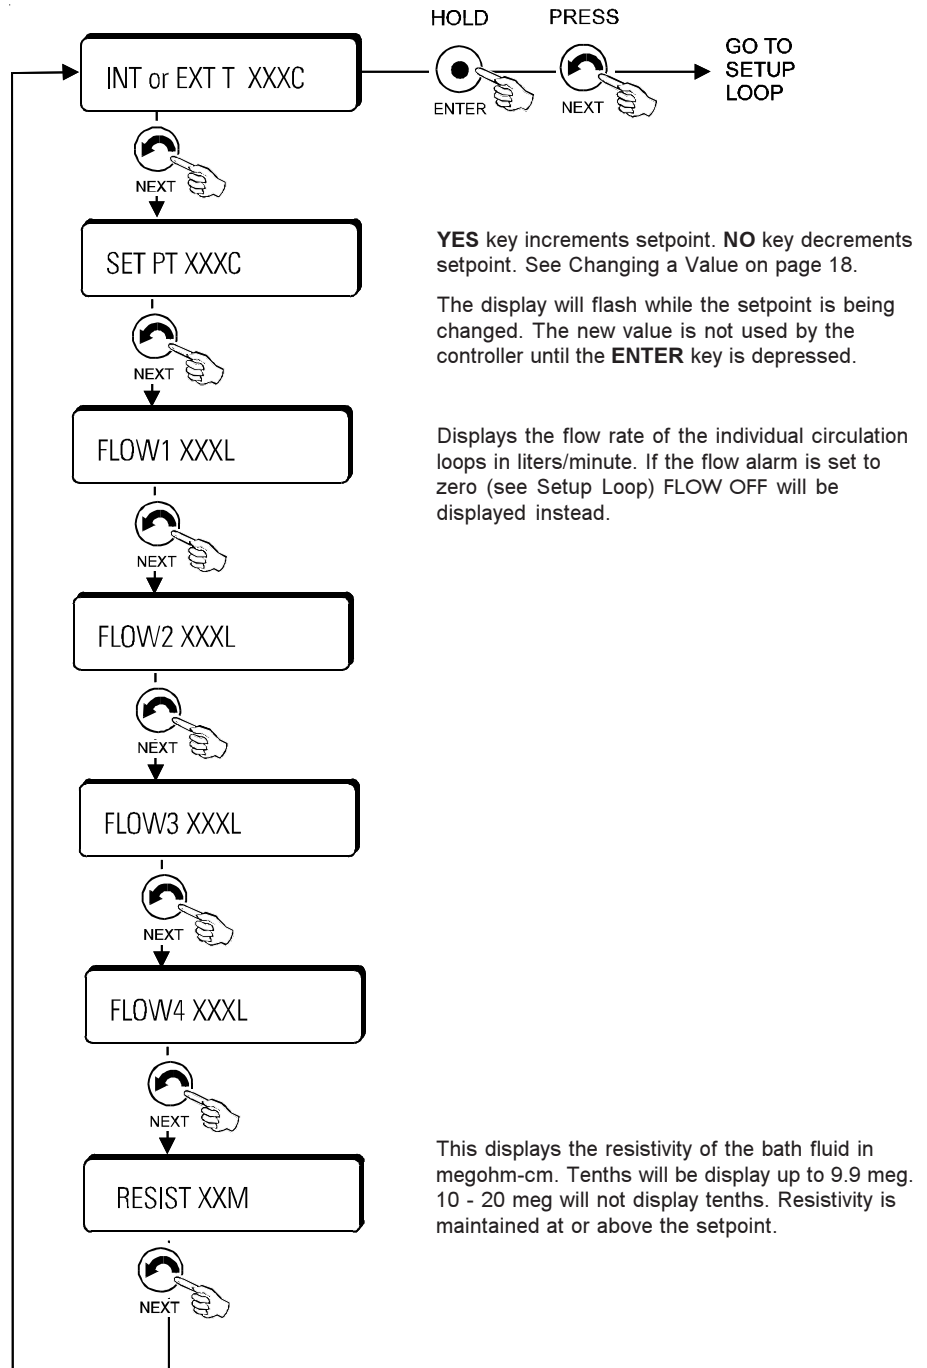 HOLD PRESS
INT or EXT T XXXC
GO TO
SETUP
LOOP
ENTER NEXT
NEXT
SET PT XXXC
YES key increments setpoint. NO key decrements
setpoint. See Changing a Value on page 18.
The display will flash while the setpoint is being
changed. The new value is not used by the
controller until the ENTER key is depressed.
NEXT
FLOW1 XXXL
Displays the flow rate of the individual circulation
loops in liters/minute. If the flow alarm is set to
zero (see Setup Loop) FLOW OFF will be
displayed instead.
NEXT
FLOW2 XXXL
NEXT
FLOW3 XXXL
NEXT
FLOW4 XXXL
NEXT
RESIST XXM
This displays the resistivity of the bath fluid in
megohm-cm. Tenths will be display up to 9.9 meg.
10 - 20 meg will not display tenths. Resistivity is
maintained at or above the setpoint.
NEXT